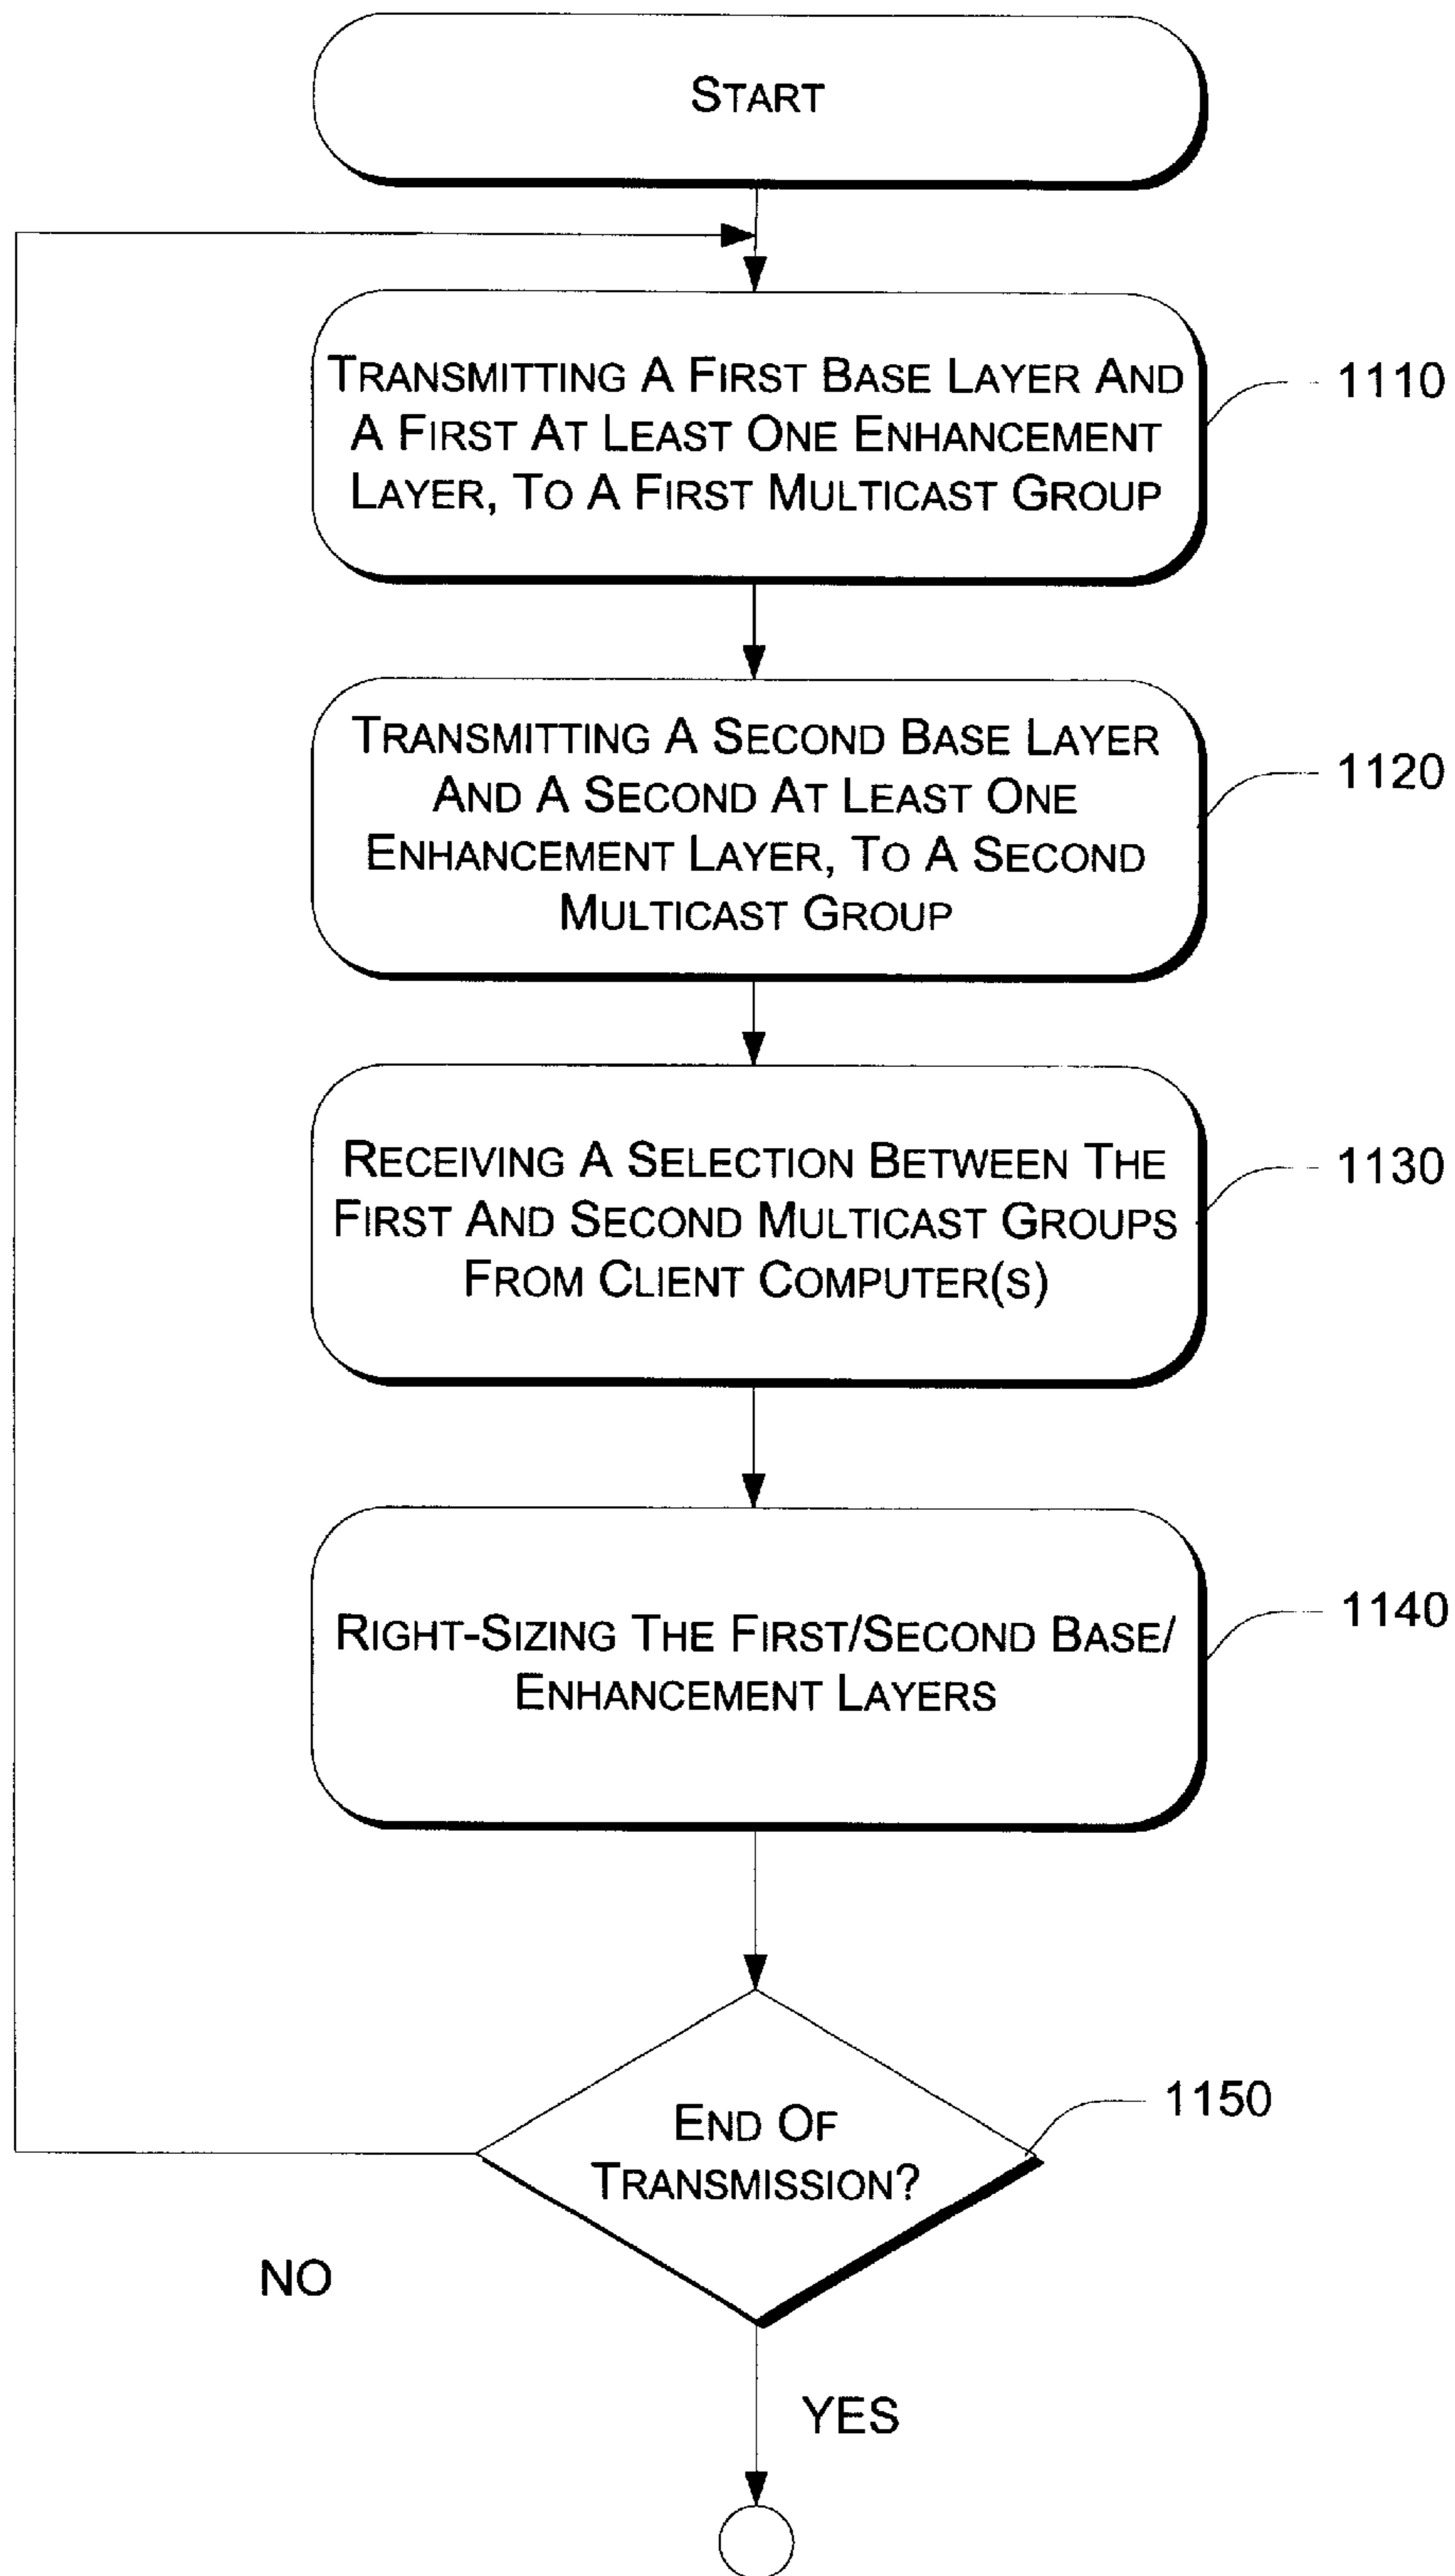 START
TRANSMITTING A FIRST BASE LAYER AND
A FIRST AT LEAST ONE ENHANCEMENT
LAYER, TO A FIRST MULTICAST GROUP
1110
TRANSMITTING A SECOND BASE LAYER
AND A SECOND AT LEAST ONE
ENHANCEMENT LAYER, TO A SECOND
MULTICAST GROUP
1120
RECEIVING A SELECTION BETWEEN THE
FIRST AND SECOND MULTICAST GROUPS
FROM CLIENT COMPUTER(S)
1130
RIGHT-SIZING THE FIRST/SECOND BASE/
ENHANCEMENT LAYERS
1140
END OF
TRANSMISSION?
1150
NO
YES